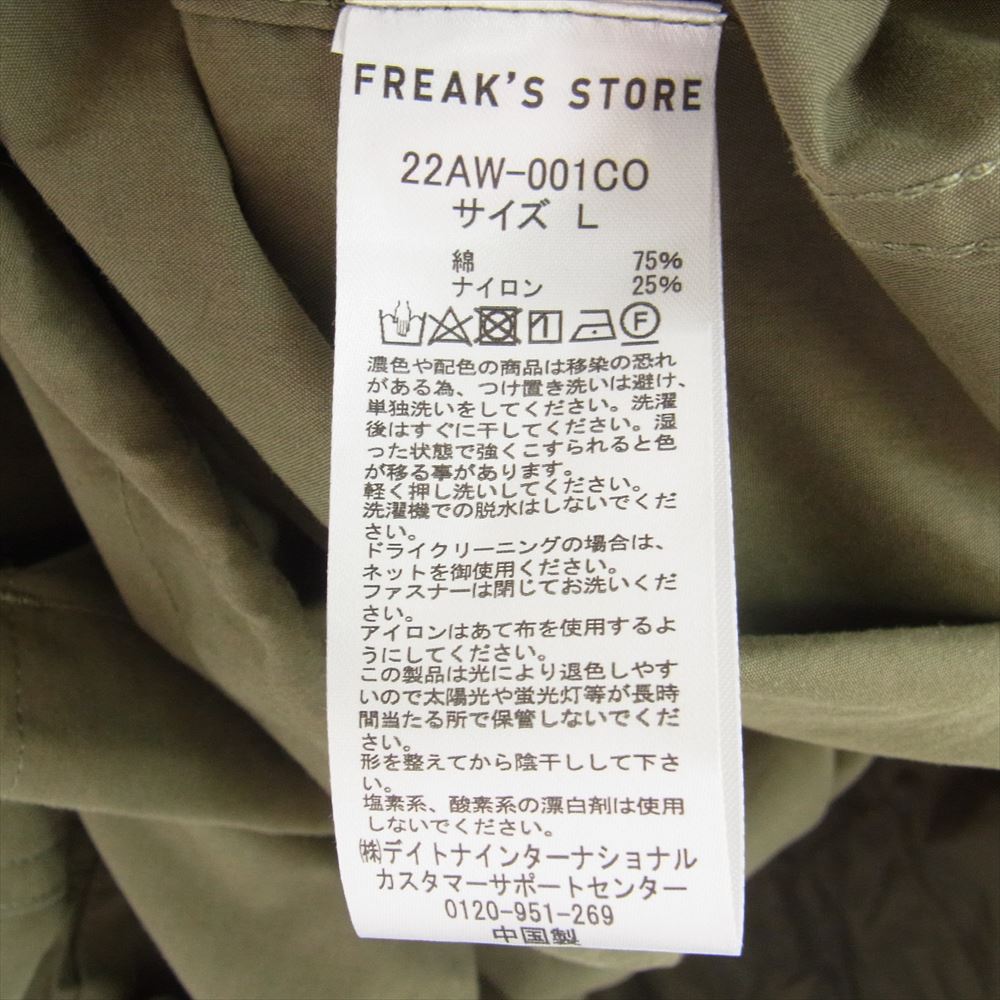 FREAK'S STORE
22AW-001CO
サイズ L
綿 75%
ナイロン 25%
F
濃色や配色の商品は移染の恐れ
がある為、つけ置き洗いは避け、
単独洗いをしてください。洗濯
後はすぐに干してください。湿
った状態で強くこすられると色
が移る事があります。
軽く押し洗いしてください。
洗濯機での脱水はしないでくだ
さい。
ドライクリーニングの場合は、
ネットを御使用ください。
ファスナーは閉じてお洗いくだ
さい。
アイロンはあて布を使用するよ
うにしてください。
この製品は光により退色しやす
いので太陽光や蛍光灯等が長時
間当たる所で保管しないでくだ
さい。
形を整えてから陰干しして下さ
い。
塩素系、酸素系の漂白剤は使用
しないでください。
㈱デイトナインターナショナル
カスタマーサポートセンター
0120-951-269
中国製